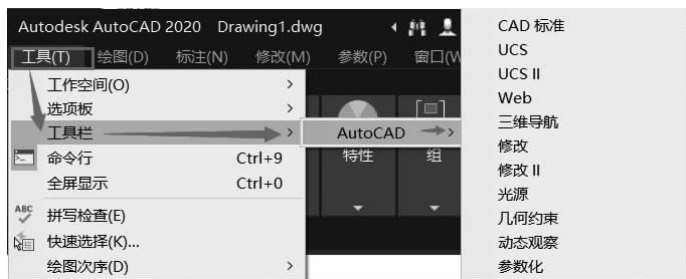 Autodesk AutoCAD 2020 Drawing1.dwg
工具(T) 绘图(D) 标注(N) 修改(M) 参数(P) 窗口(W
工作空间(O)
选项板
工具栏
命令行 Ctrl+9
全屏显示 Ctrl+0
ABC
拼写检查(E)
快速选择(K)...
绘图次序(D)
AutoCAD
特性 组
CAD 标准
UCS
UCS II
Web
三维导航
修改
修改 II
光源
几何约束
动态观察
参数化